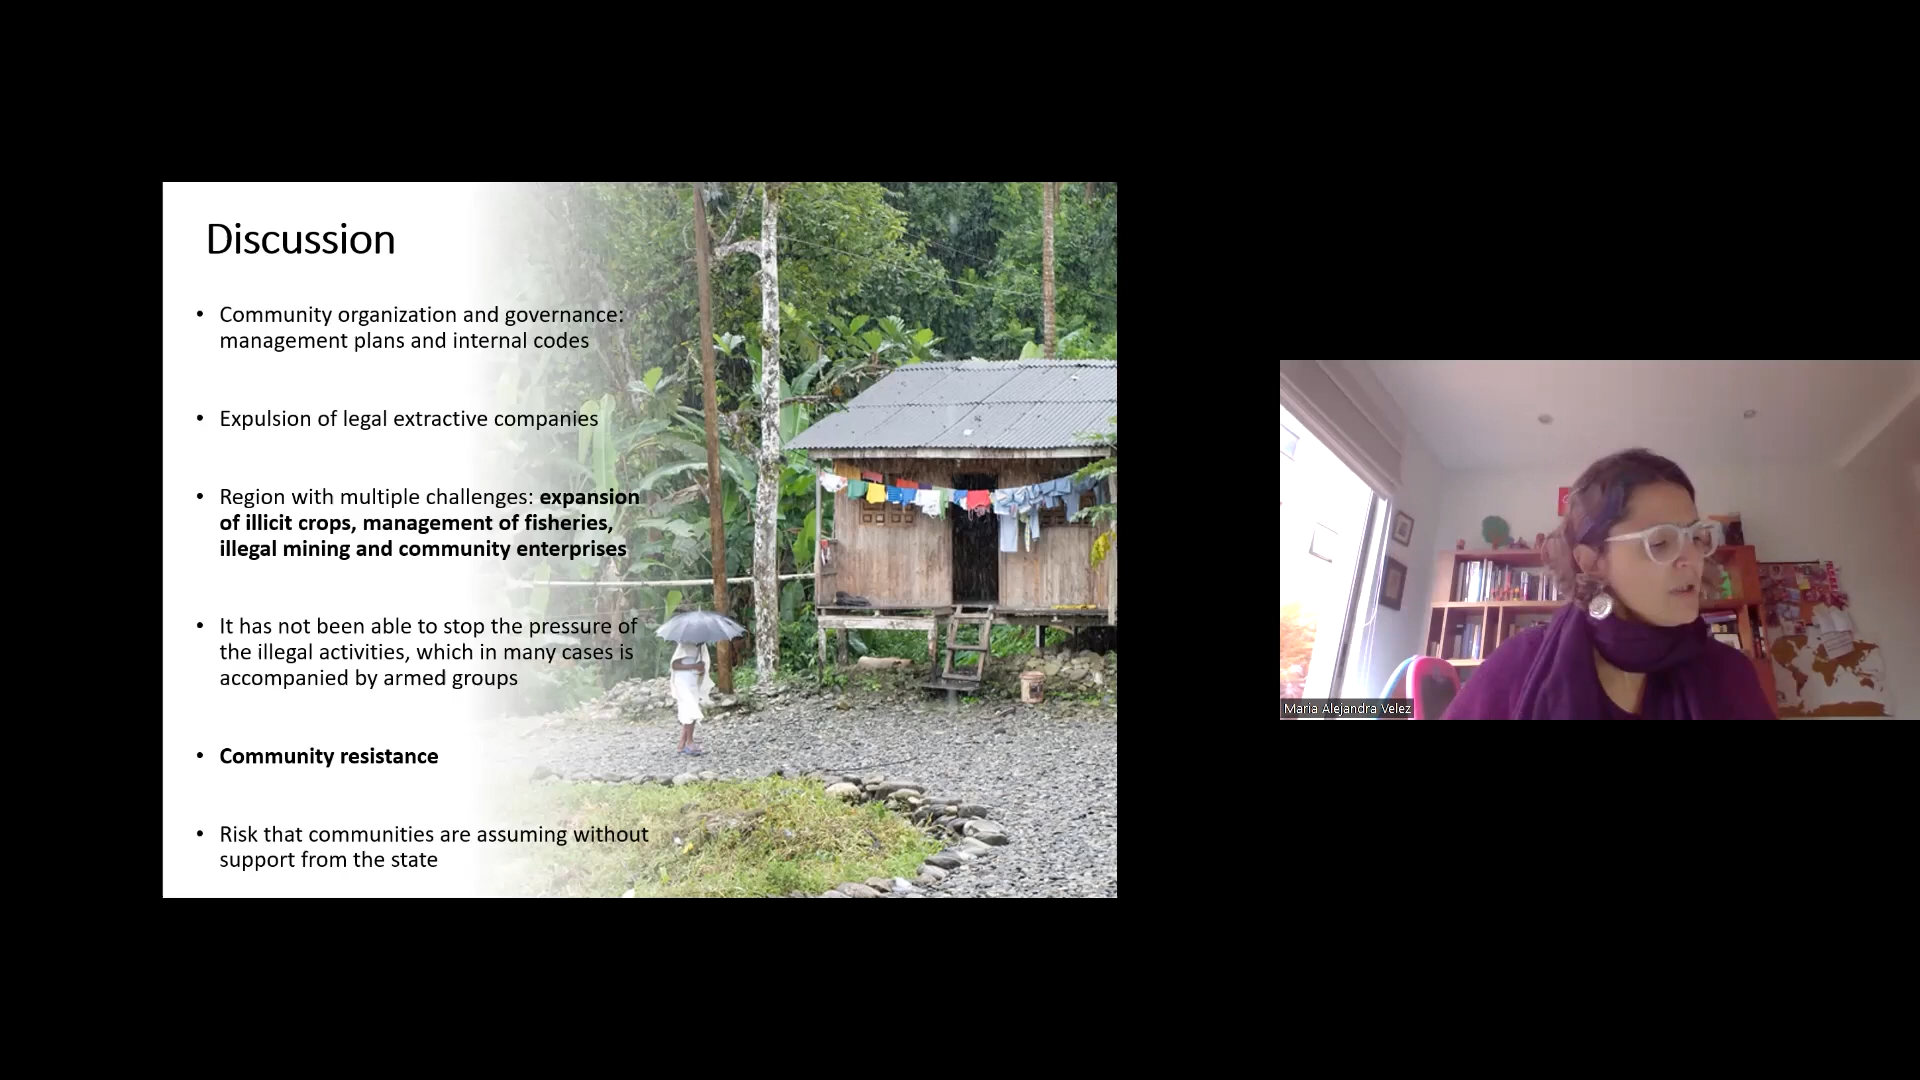 Discussion
• Community organization and governance:
management plans and internal codes
• Expulsion of legal extractive companies
• Region with multiple challenges: expansion
of illicit crops, management of fisheries,
illegal mining and community enterprises
• It has not been able to stop the pressure of
the illegal activities, which in many cases is
accompanied by armed groups
• Community resistance
• Risk that communities are assuming without
support from the state
Maria Alejandra Velez